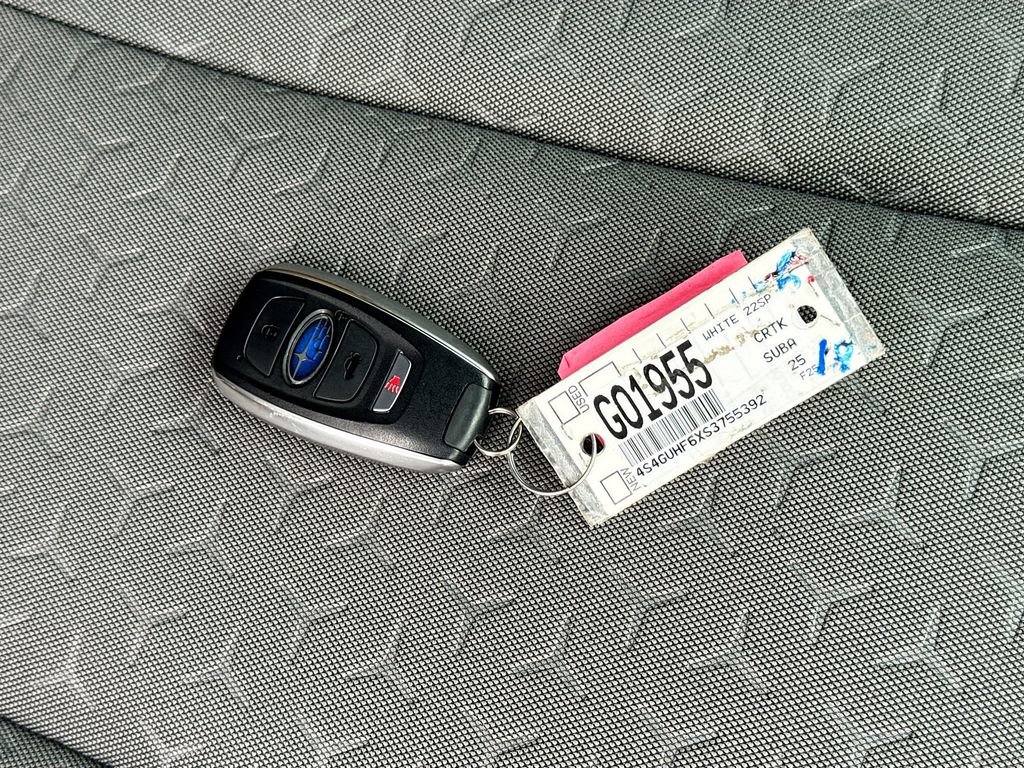 USED
G01955
WHITE 22SP
CRTK
SUBA
25
NEW
4S4GUHF6XS3755392